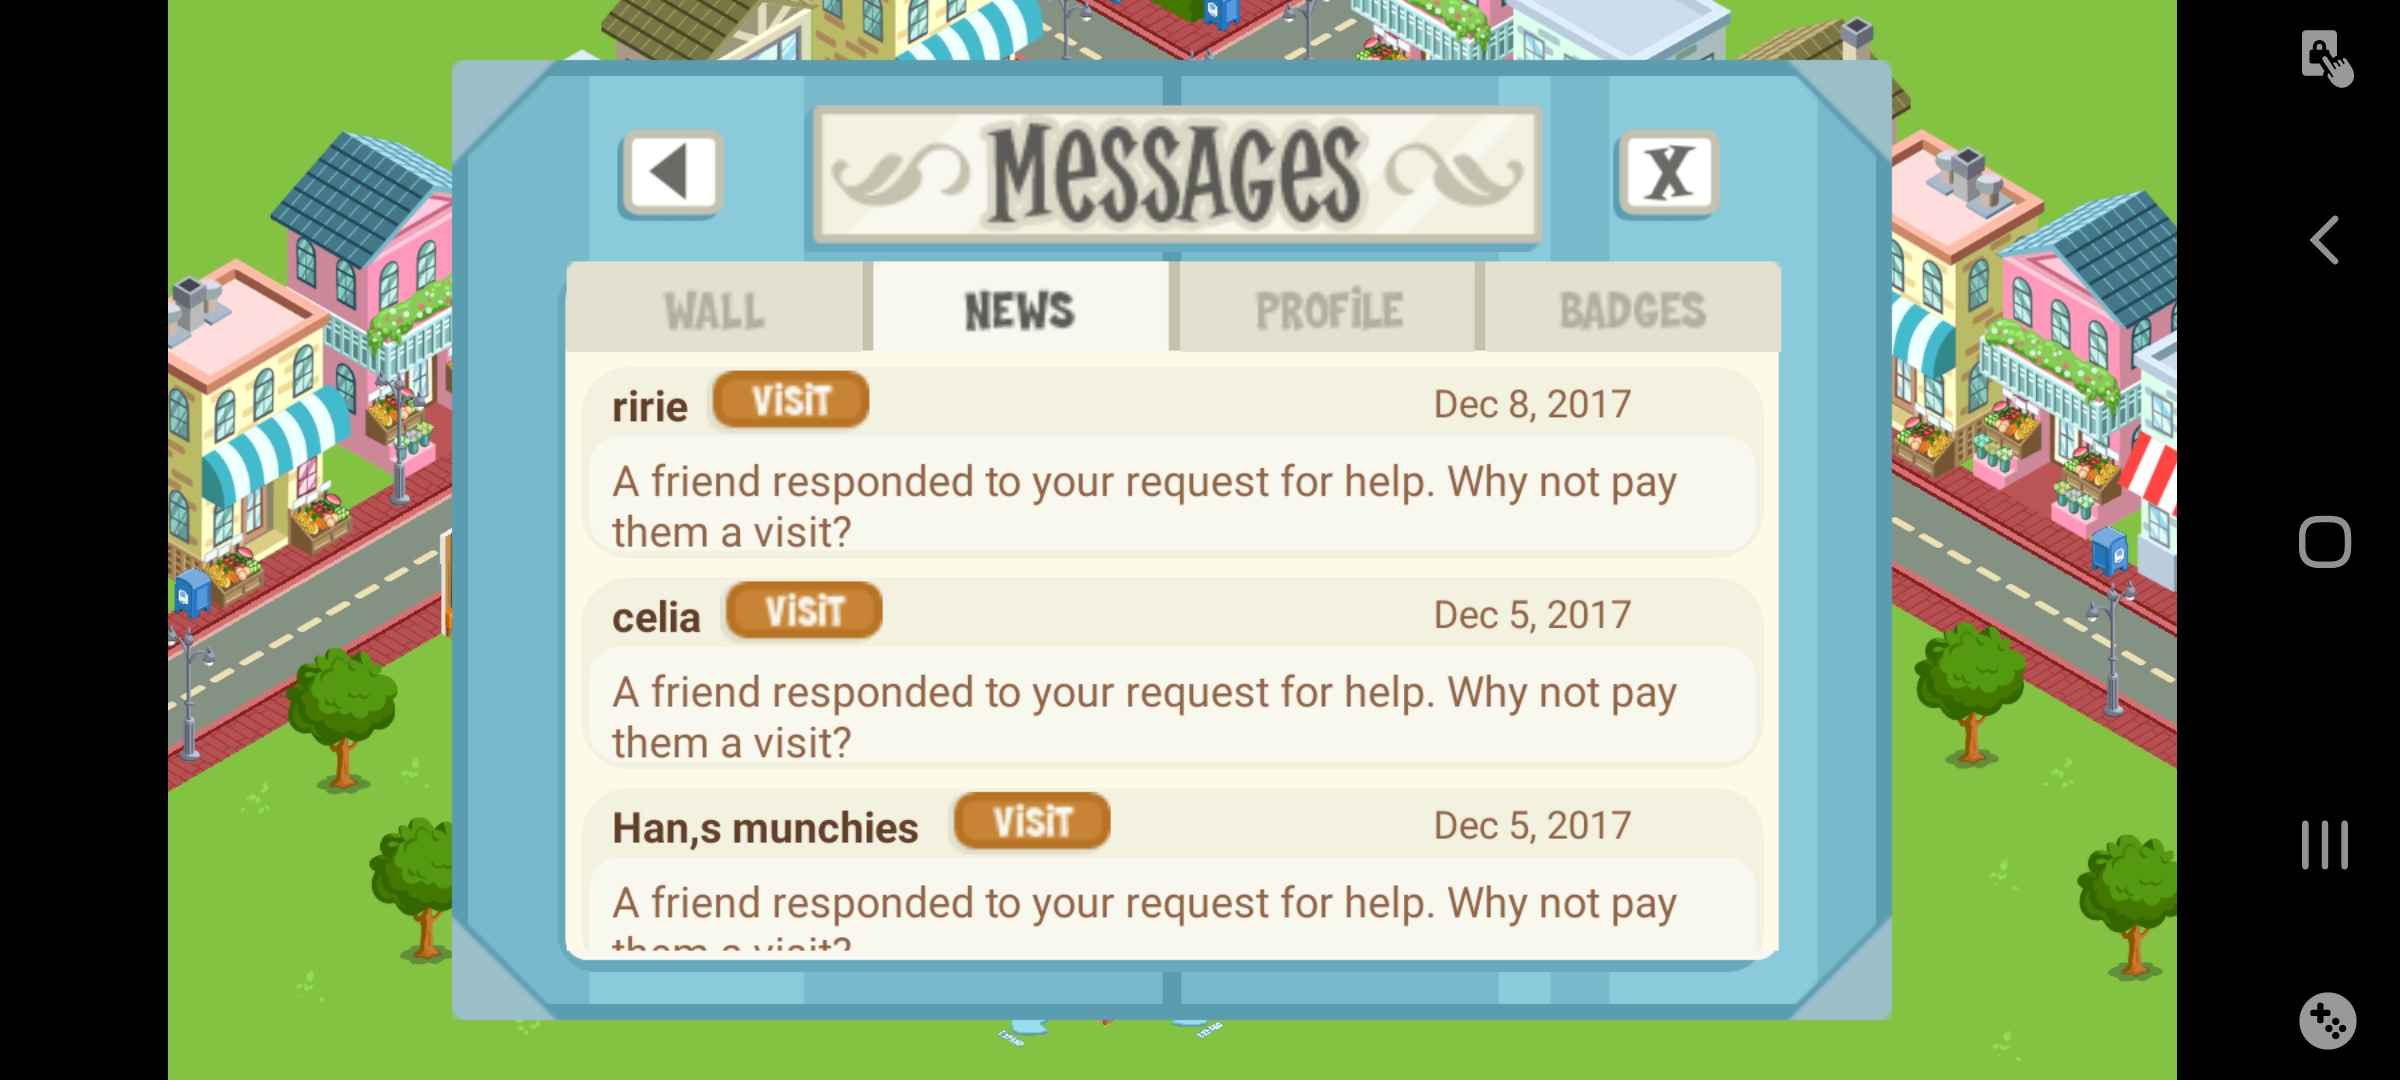 Messages
X
WALL
NEWS
PROFiLE
BADGES
ririe
ViSiT
Dec 8, 2017
A friend responded to your request for help. Why not pay
them a visit?
celia
ViSiT
Dec 5, 2017
A friend responded to your request for help. Why not pay
them a visit?
Han,s munchies
ViSiT
Dec 5, 2017
A friend responded to your request for help. Why not pay
them a visit?